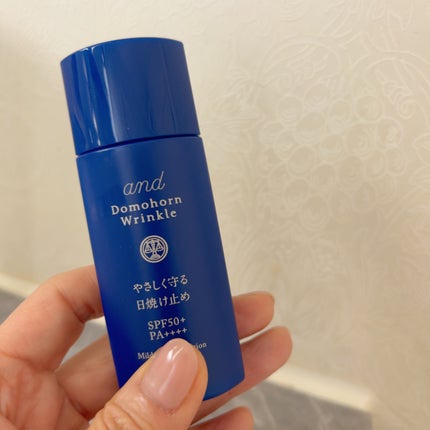 and
Domohorn
Wrinkle
やさしく守る
日焼け止め
SPF50+
PA++++